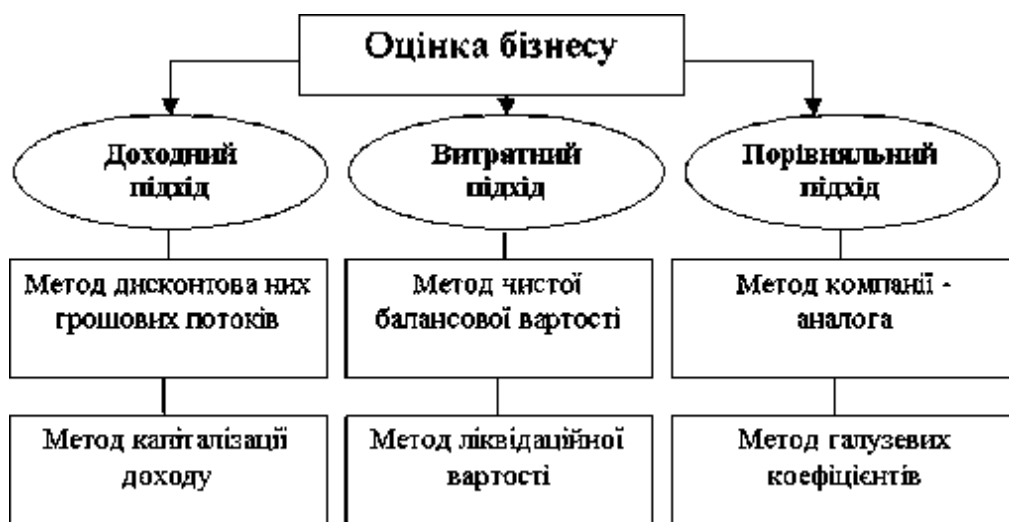 Оцінка бізнесу
Доходний
підхід
Витратний
підхід
Порівняльний
підхід
Метод дисконтова них
грошових потоків
Метод чистої
балансової вартості
Метод компанії -
аналога
Метод капіталізації
доходу
Метод ліквідаційної
вартості
Метод галузевих
коефіцієнтів